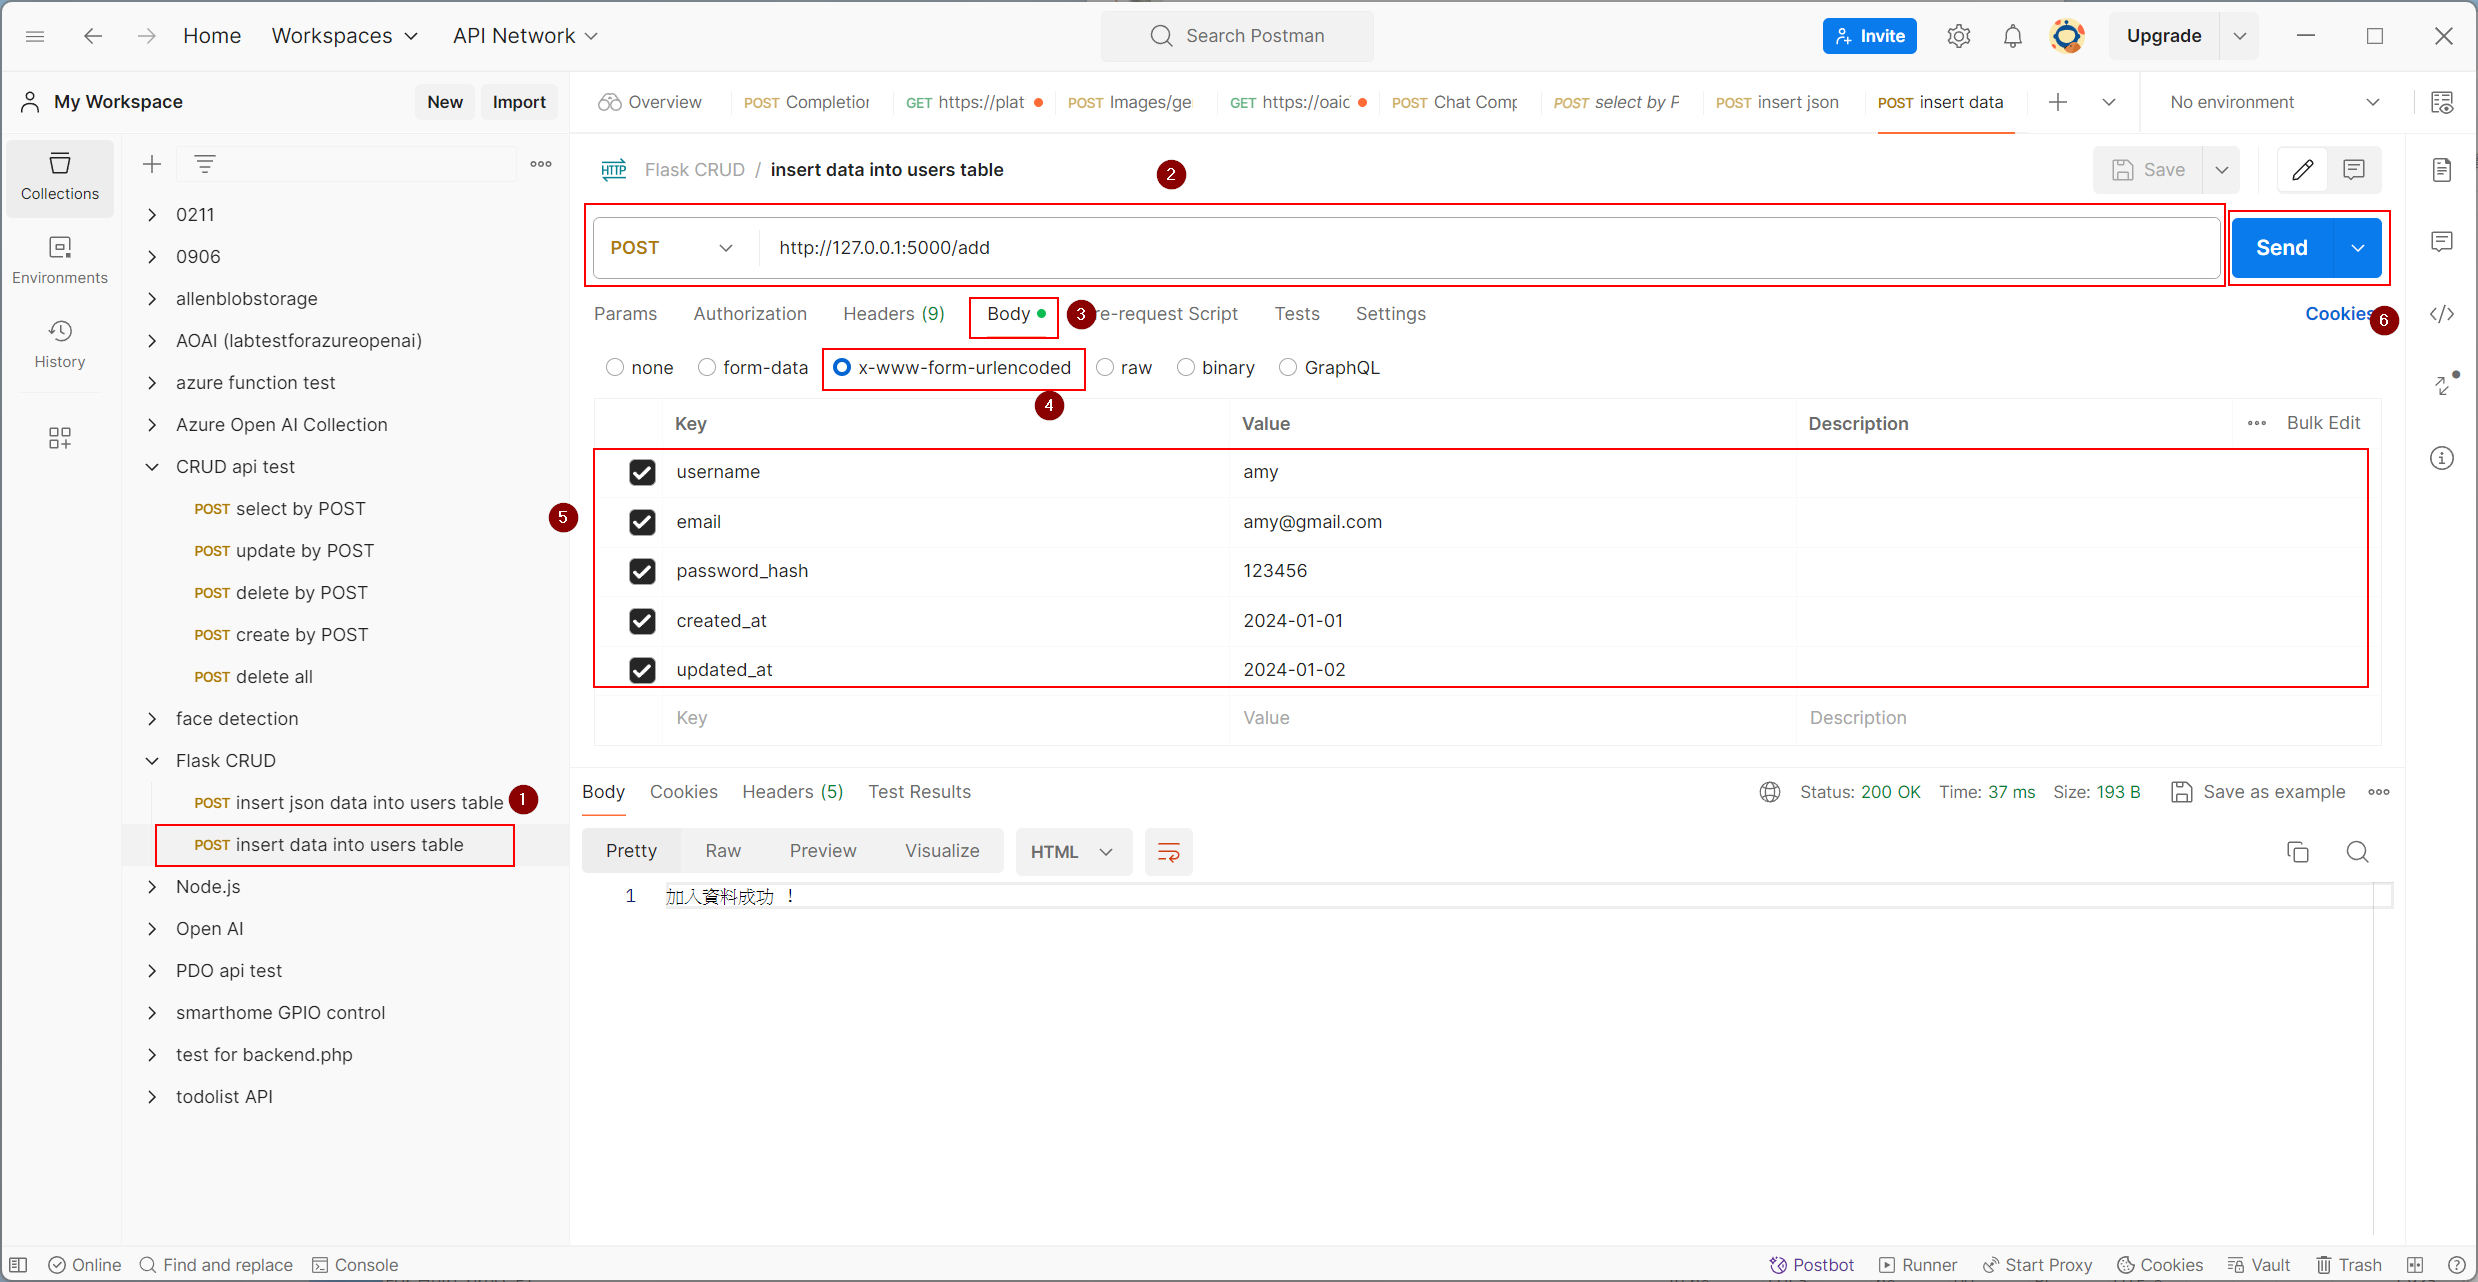 Home
Workspaces
API Network
Search Postman
Invite
Upgrade
My Workspace
New
Import
Overview
POST Completion
GET https://plat
POST Images/ge
GET https://oaic
POST Chat Comp
POST select by P
POST insert json
POST insert data
No environment
Collections
Environments
History
0211
0906
allenblobstorage
AOAI (labtestforazureopenai)
azure function test
Azure Open AI Collection
CRUD api test
POST select by POST
POST update by POST
POST delete by POST
POST create by POST
POST delete all
face detection
Flask CRUD
POST insert json data into users table
1
POST insert data into users table
Node.js
Open AI
PDO api test
smarthome GPIO control
test for backend.php
todolist API
HTTP Flask CRUD / insert data into users table
2
Save
POST http://127.0.0.1:5000/add
Send
Params Authorization Headers (9) Body 3 re-request Script Tests Settings
Cookies
6
none form-data x-www-form-urlencoded raw binary GraphQL
4
Key Value Description Bulk Edit
5
username amy
email amy@gmail.com
password_hash 123456
created_at 2024-01-01
updated_at 2024-01-02
Key Value Description
Body Cookies Headers (5) Test Results
Status: 200 OK Time: 37 ms Size: 193 B
Save as example
Pretty Raw Preview Visualize HTML
1 加入資料成功 ！
Online
Find and replace
Console
Postbot
Runner
Start Proxy
Cookies
Vault
Trash